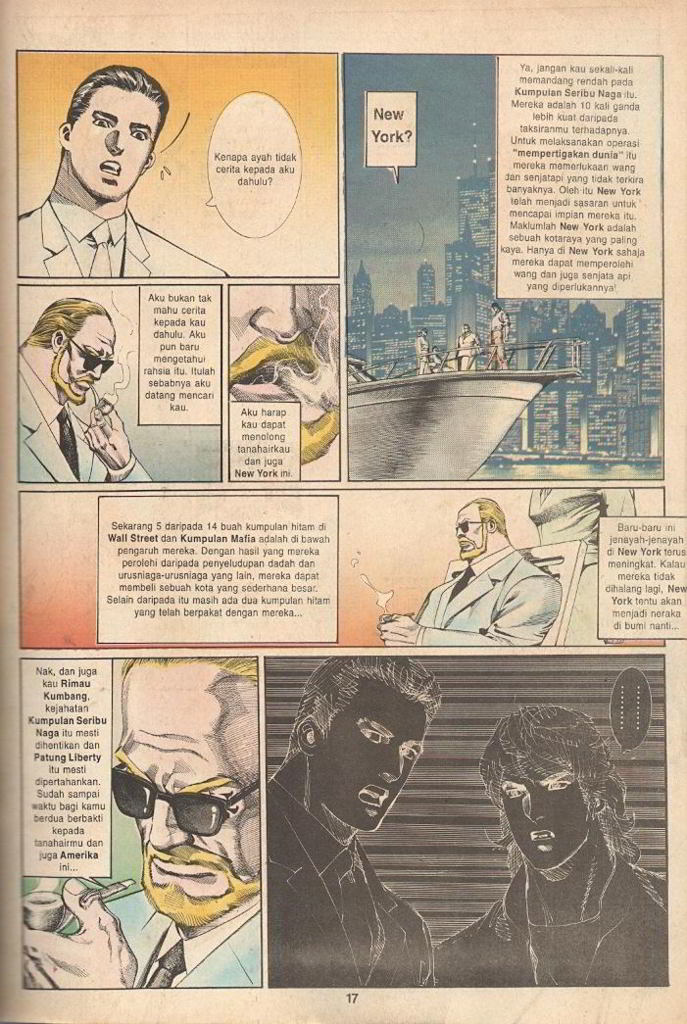 Kenapa ayah tidak
cerita kepada aku
dahulu?
New
York?
Ya, jangan kau sekali-kali
memandang rendah pada
Kumpulan Seribu Naga itu.
Mereka adalah 10 kali ganda
lebih kuat daripada
taksiranmu terhadapnya.
Untuk melaksanakan operasi
"mempertigakan dunia" itu
mereka memerlukaan wang
dan senjatapi yang tidak terkira
banyaknya. Oleh itu New York
telah menjadi sasaran untuk
mencapai impian mereka itu.
Maklumlah New York adalah
sebuah kotaraya yang paling
kaya. Hanya di New York sahaja
mereka dapat memperolehi
wang dan juga senjata api
yang diperlukannya!
Aku bukan tak
mahu cerita
kepada kau
dahulu. Aku
pun baru
mengetahui
rahsia itu. Itulah
sebabnya aku
datang mencari
kau.
Aku harap
kau dapat
menolong
tanahairku
dan juga
New York ini.
Sekarang 5 daripada 14 buah kumpulan hitam di
Wall Street dan Kumpulan Mafia adalah di bawah
pengaruh mereka. Dengan hasil yang mereka
perolehi daripada penyeludupan dadah dan
urusniaga-urusniaga yang lain, mereka dapat
membeli sebuah kota yang sederhana besar.
Selain daripada itu masih ada dua kumpulan hitam
yang telah berpakat dengan mereka...
Baru-baru ini
jenayah-jenayah
di New York terus
meningkat. Kalau
mereka tidak
dihalang lagi, New
York tentu akan
menjadi neraka
di bumi nanti...
Nak, dan juga
kau Rimau
Kumbang,
kejahatan
Kumpulan Seribu
Naga itu mesti
dihentikan dan
Patung Liberty
itu mesti
dipertahankan.
Sudah sampai
waktu bagi kamu
berdua berbakti
kepada
tanahairmu dan
juga Amerika
ini...
17